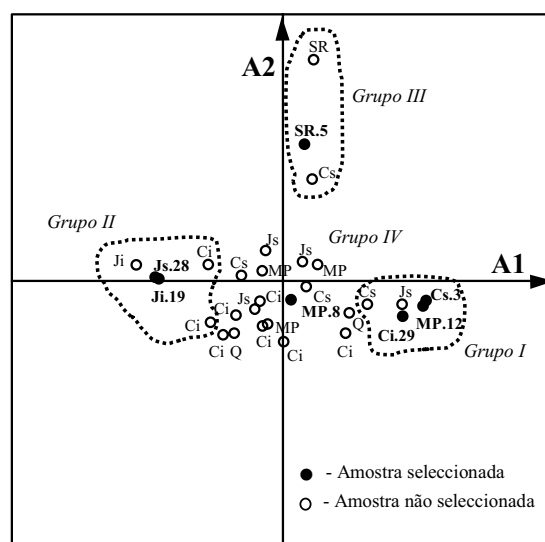 SR
A2
Grupo III
SR.5
Cs
Grupo II
Js
Grupo IV
Ji
Js.28
Ci
Cs
MP
Js
MP
A1
Ji.19
Ci
Cs
Cs
Js
Cs.3
Ci
Js
MP.8
Q
MP.12
Ci
Ci
Q
Ci
MP
Ci
Ci
Ci.29
Grupo I
- Amostra seleccionada
- Amostra não seleccionada